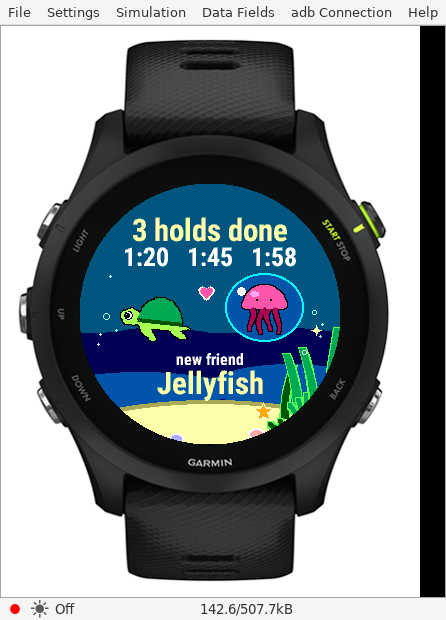 File Settings Simulation Data Fields adb Connection Help
LIGHT
START STOP
UP
DOWN
BACK
3 holds done
1:20 1:45 1:58
new friend
Jellyfish
GARMIN
Off 142.6/507.7kB